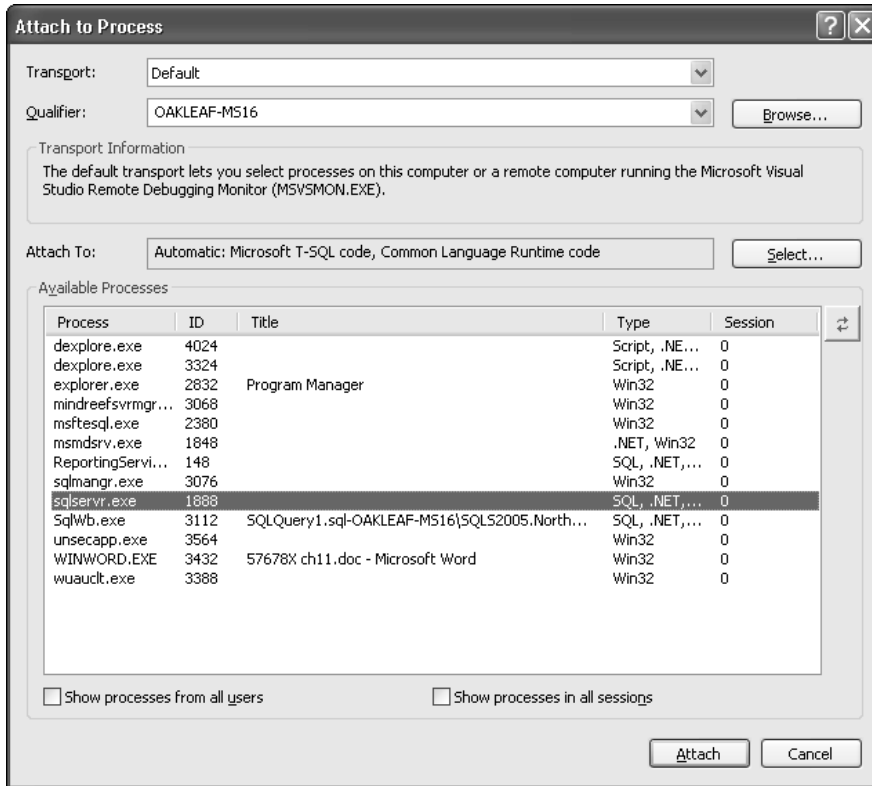 Attach to Process
Transport: Default
Qualifier: OAKLEAF-MS16 Browse...
Transport Information
The default transport lets you select processes on this computer or a remote computer running the Microsoft Visual
Studio Remote Debugging Monitor (MSVSMON.EXE).
Attach To: Automatic: Microsoft T-SQL code, Common Language Runtime code Select...
Available Processes
Process ID Title Type Session
dexplore.exe 4024 Script, .NE... 0
dexplore.exe 3324 Script, .NE... 0
explorer.exe 2832 Program Manager Win32 0
mindreefsvrmgr... 3068 Win32 0
msftesql.exe 2380 Win32 0
msmdsrv.exe 1848 .NET, Win32 0
ReportingServi... 148 SQL, .NET,... 0
sqlmangr.exe 3076 Win32 0
sqlservr.exe 1888 SQL, .NET,... 0
SqlWb.exe 3112 SQLQuery1.sql-OAKLEAF-MS16\SQLS2005.North... SQL, .NET,... 0
unsecapp.exe 3564 Win32 0
WINWORD.EXE 3432 57678X ch11.doc - Microsoft Word Win32 0
wuauclt.exe 3388 Win32 0
Show processes from all users Show processes in all sessions
Attach Cancel